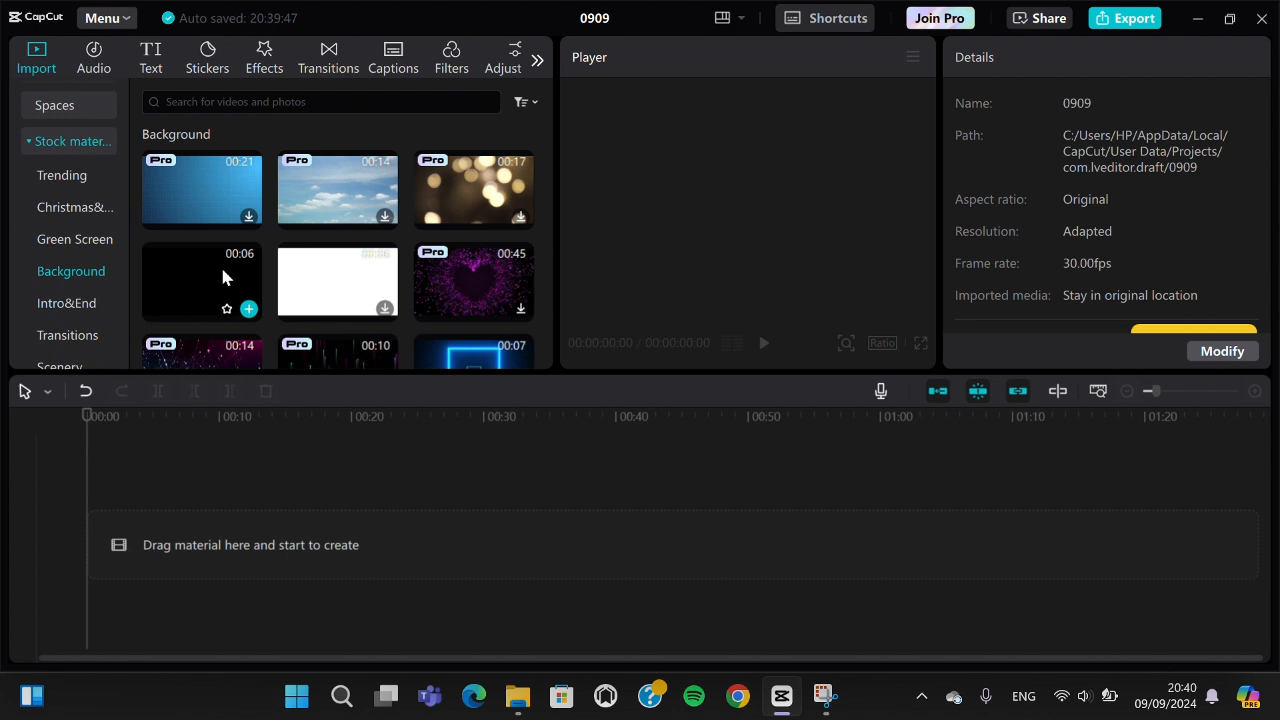 CapCut
Menu
Auto saved: 20:39:47
0909
Shortcuts
Join Pro
Share
Export
Import
Audio
TI
Text
Stickers
Effects
Transitions
Captions
Filters
Adjust
Player
Details
Spaces
Stock mater...
Trending
Christmas&...
Green Screen
Background
Intro&End
Transitions
Scenery
Search for videos and photos
Background
Pro
00:21
Pro
00:14
Pro
00:17
00:06
00:06
Pro
00:45
Pro
00:14
Pro
00:10
00:07
00:00:00:00 / 00:00:00:00
Ratio
Name:
0909
Path:
C:/Users/HP/AppData/Local/
CapCut/User Data/Projects/
com.lveditor.draft/0909
Aspect ratio:
Original
Resolution:
Adapted
Frame rate:
30.00fps
Imported media:
Stay in original location
Modify
00:00
00:10
00:20
00:30
00:40
00:50
01:00
01:10
01:20
Drag material here and start to create
ENG
20:40
09/09/2024
PRE